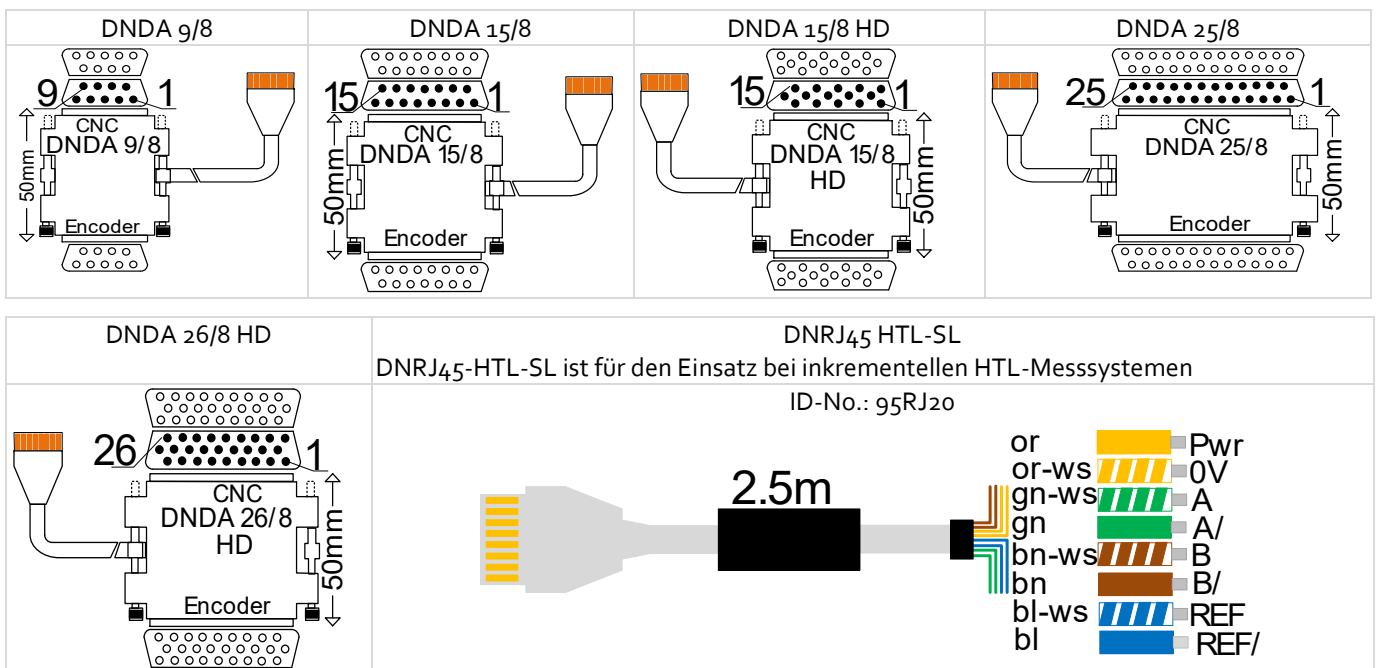 DNDA 9/8
9 1
CNC
DNDA 9/8
50mm
Encoder
DNDA 15/8
15 1
CNC
DNDA 15/8
50mm
Encoder
DNDA 15/8 HD
15 1
CNC
DNDA 15/8
HD
50mm
Encoder
DNDA 25/8
25 1
CNC
DNDA 25/8
50mm
Encoder
DNDA 26/8 HD
26 1
CNC
DNDA 26/8
HD
50mm
Encoder
DNRJ45 HTL-SL
DNRJ45-HTL-SL ist für den Einsatz bei inkrementellen HTL-Messsystemen
ID-No.: 95RJ20
2.5m
or Pwr
or-ws 0V
gn-ws A
gn A/
bn-ws B
bn B/
bl-ws REF
bl REF/